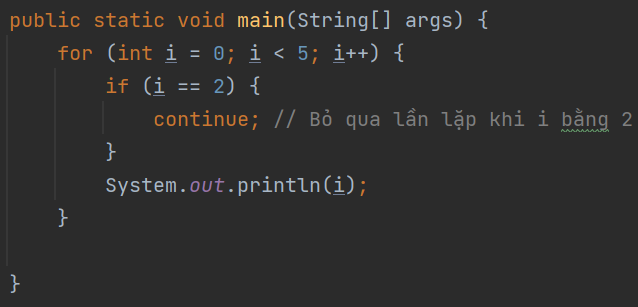 public static void main(String[] args) {
for (int i = 0; i < 5; i++) {
if (i == 2) {
continue; // Bỏ qua lần lặp khi i bằng 2
}
System.out.println(i);
}
}